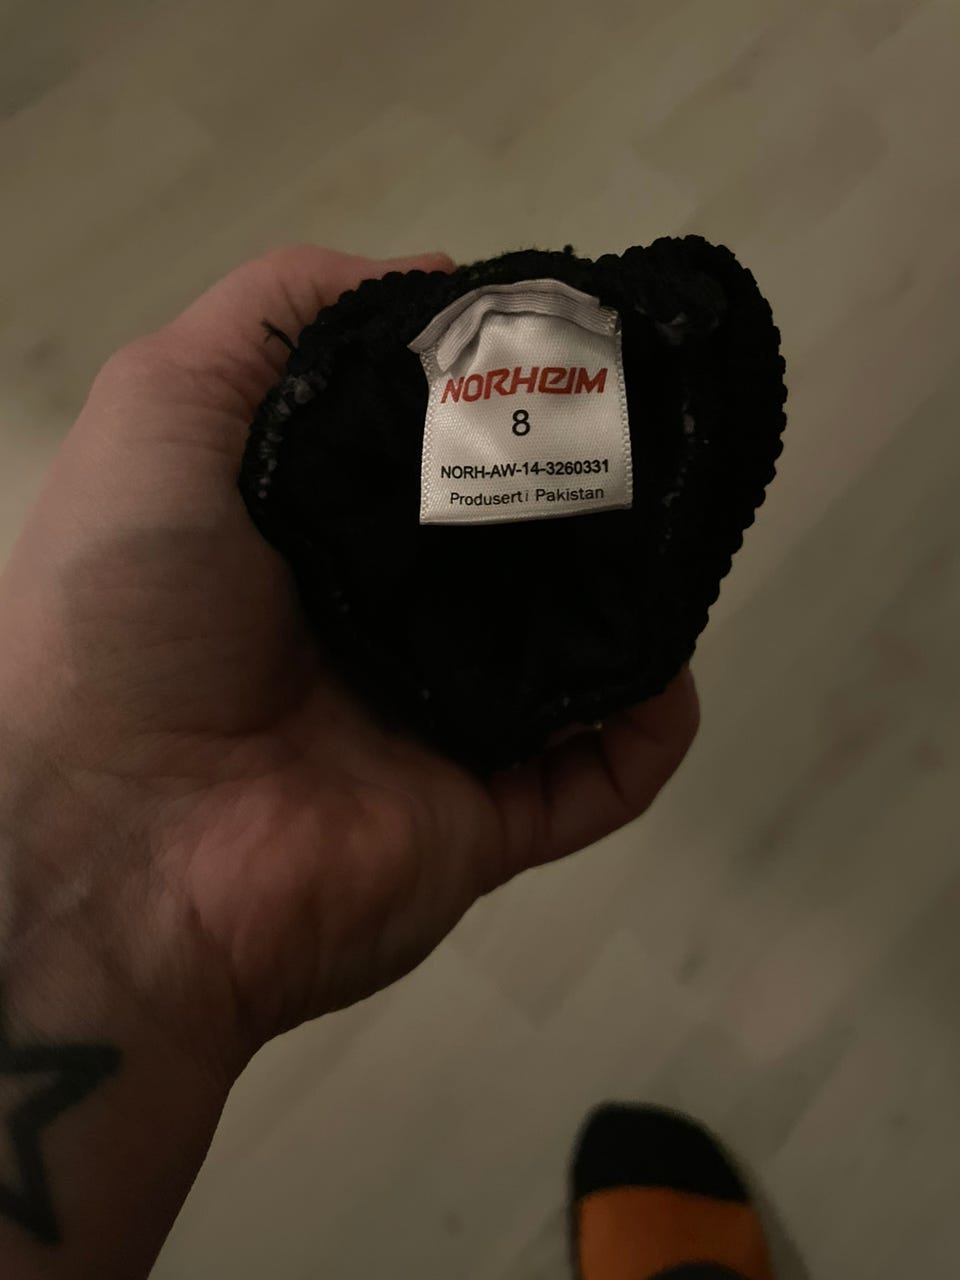 NORHEIM
8
NORH-AW-14-3260331
Produsert i Pakistan